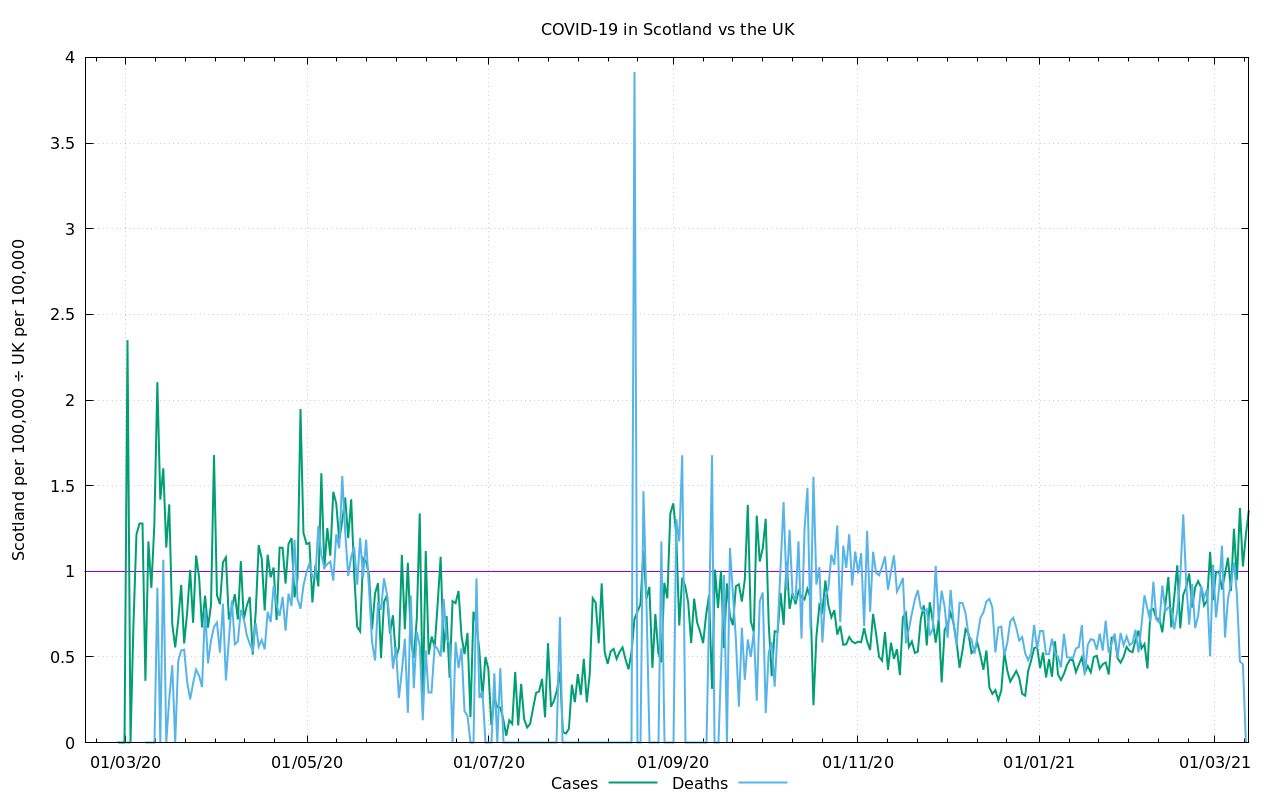 COVID-19 in Scotland vs the UK
4
3.5
3
2.5
2
1.5
1
0.5
0
Scotland per 100,000 ÷ UK per 100,000
01/03/20 01/05/20 01/07/20 01/09/20 01/11/20 01/01/21 01/03/21
Cases Deaths